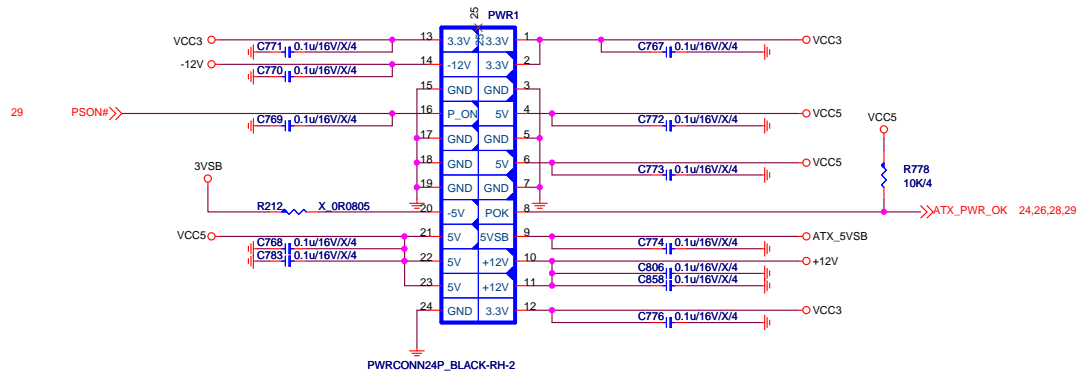 25
PWR1
25
VCC3
C771 0.1u/16V/X/4
13 3.3V 3.3V 1
C767 0.1u/16V/X/4
VCC3
-12V
C770 0.1u/16V/X/4
14 -12V 3.3V 2
15 GND GND 3
29 PSON#
C769 0.1u/16V/X/4
16 P_ON 5V 4
C772 0.1u/16V/X/4
VCC5
VCC5
17 GND GND 5
18 GND 5V 6
C773 0.1u/16V/X/4
VCC5
3VSB
R778
10K/4
19 GND GND 7
R212 X_0R0805
20 -5V POK 8
ATX_PWR_OK 24,26,28,29
VCC5
C768 0.1u/16V/X/4
21 5V 5VSB 9
C774 0.1u/16V/X/4
ATX_5VSB
C783 0.1u/16V/X/4
22 5V +12V 10
C806 0.1u/16V/X/4
+12V
23 5V +12V 11
C858 0.1u/16V/X/4
24 GND 3.3V 12
C776 0.1u/16V/X/4
VCC3
PWRCONN24P_BLACK-RH-2